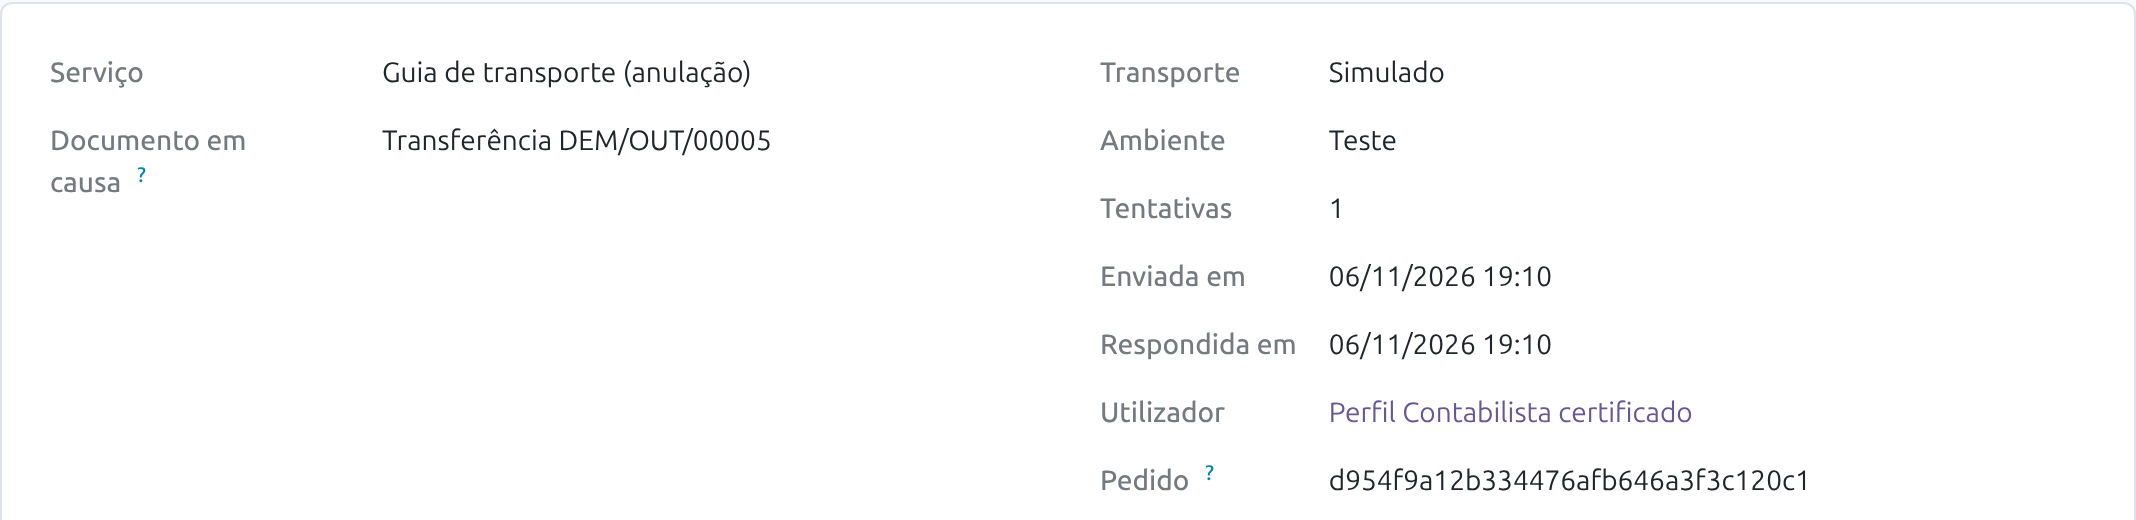 Serviço
Guia de transporte (anulação)
Documento em
causa ?
Transferência DEM/OUT/00005
Transporte
Simulado
Ambiente
Teste
Tentativas
1
Enviada em
06/11/2026 19:10
Respondida em
06/11/2026 19:10
Utilizador
Perfil Contabilista certificado
Pedido ?
d954f9a12b334476afb646a3f3c120c1